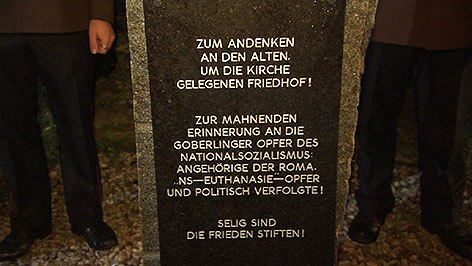 ZUM ANDENKEN
AN DEN ALTEN,
UM DIE KIRCHE
GELEGENEN FRIEDHOF!
ZUR MAHNENDEN
ERINNERUNG AN DIE
GOBERLINGER OPFER DES
NATIONALSOZIALISMUS:
ANGEHÖRIGE DER ROMA,
,,NS–EUTHANASIE–OPFER
UND POLITISCH VERFOLGTE!
SELIG SIND
DIE FRIEDEN STIFTEN!